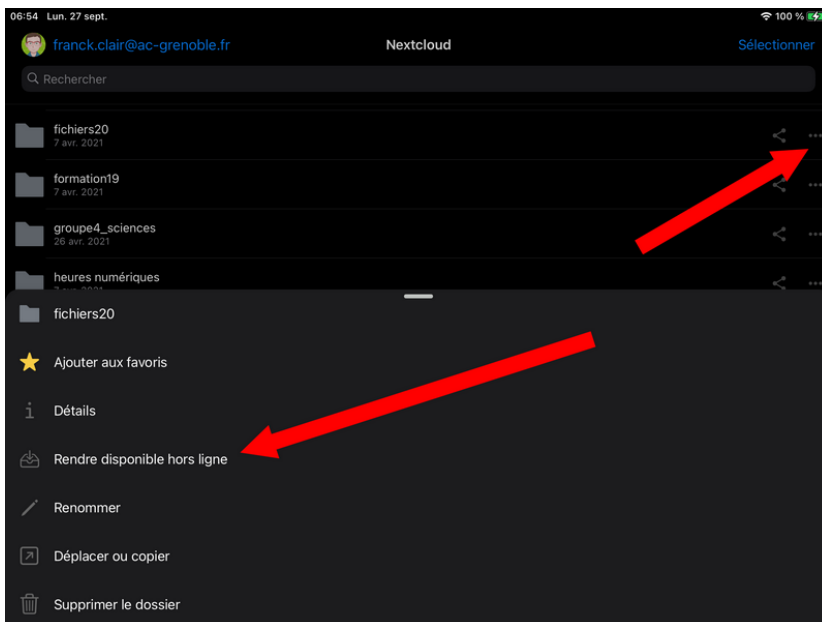 06:54 Lun. 27 sept. 100 %
franck.clair@ac-grenoble.fr Nextcloud Sélectionner
Rechercher
fichiers20
7 avr. 2021
formation19
7 avr. 2021
groupe4_sciences
26 avr. 2021
heures numériques
fichiers20
Ajouter aux favoris
Détails
Rendre disponible hors ligne
Renommer
Déplacer ou copier
Supprimer le dossier